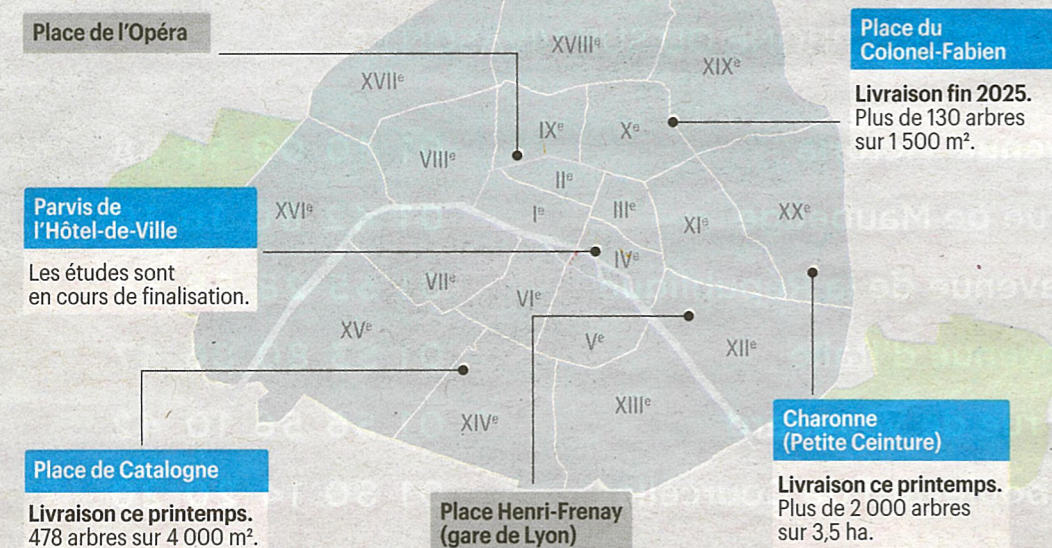 Place de l'Opéra
Place du
Colonel-Fabien
Livraison fin 2025.
Plus de 130 arbres
sur 1 500 m².
XVIIIᵉ
XIXᵉ
XVIIᵉ
IXᵉ
Xᵉ
VIIIᵉ
IIᵉ
Iᵉ
IIIᵉ
XVIᵉ
XIᵉ
XXᵉ
Parvis de
l'Hôtel-de-Ville
Les études sont
en cours de finalisation.
IVᵉ
VIIᵉ
VIᵉ
XVᵉ
Vᵉ
XIIᵉ
XIVᵉ
XIIIᵉ
Place de Catalogne
Livraison ce printemps.
478 arbres sur 4 000 m².
Place Henri-Frenay
(gare de Lyon)
Charonne
(Petite Ceinture)
Livraison ce printemps.
Plus de 2 000 arbres
sur 3,5 ha.